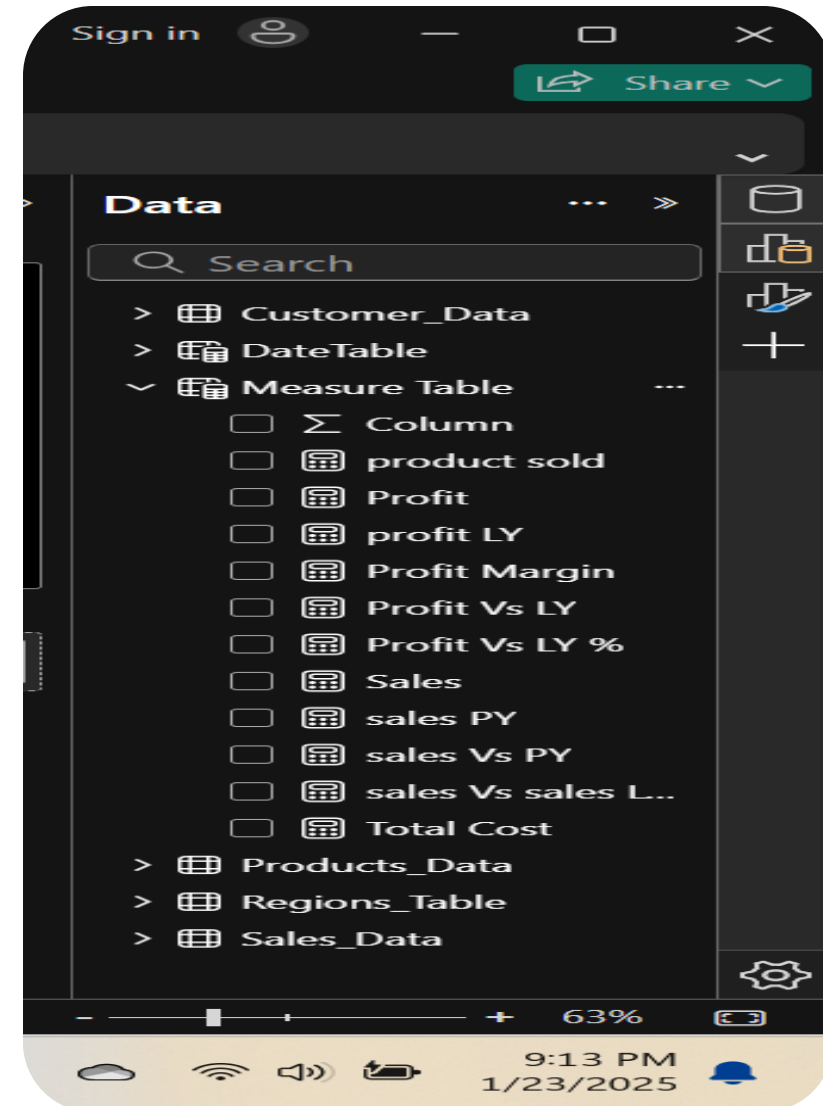 Sign in
Share
Data
Search
Customer_Data
DateTable
Measure Table
Column
product sold
Profit
profit LY
Profit Margin
Profit Vs LY
Profit Vs LY %
Sales
sales PY
sales Vs PY
sales Vs sales L...
Total Cost
Products_Data
Regions_Table
Sales_Data
- + 63%
9:13 PM
1/23/2025